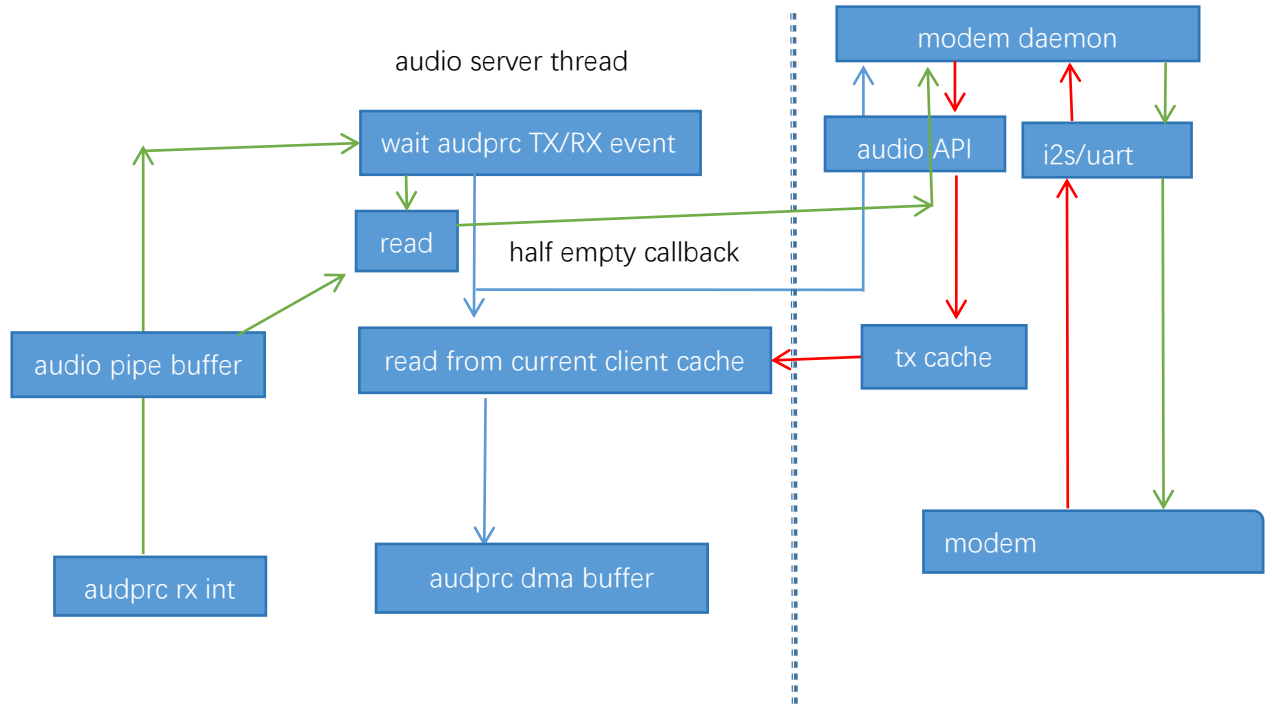 modem daemon
audio server thread
wait audprc TX/RX event
audio API
i2s/uart
read
half empty callback
audio pipe buffer
read from current client cache
tx cache
modem
audprc rx int
audprc dma buffer